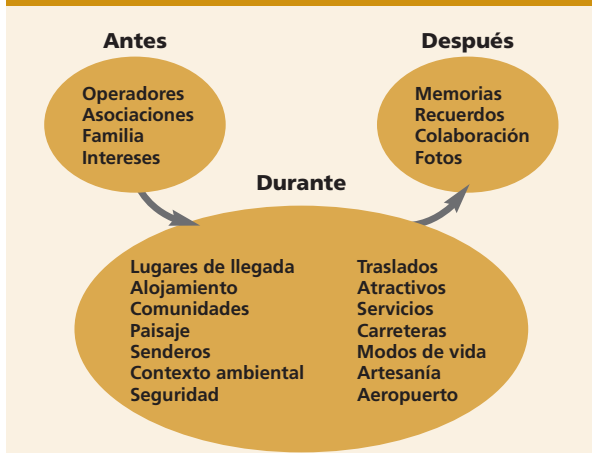 Antes
Operadores
Asociaciones
Familia
Intereses
Después
Memorias
Recuerdos
Colaboración
Fotos
Durante
Lugares de llegada
Alojamiento
Comunidades
Paisaje
Senderos
Contexto ambiental
Seguridad
Traslados
Atractivos
Servicios
Carreteras
Modos de vida
Artesanía
Aeropuerto